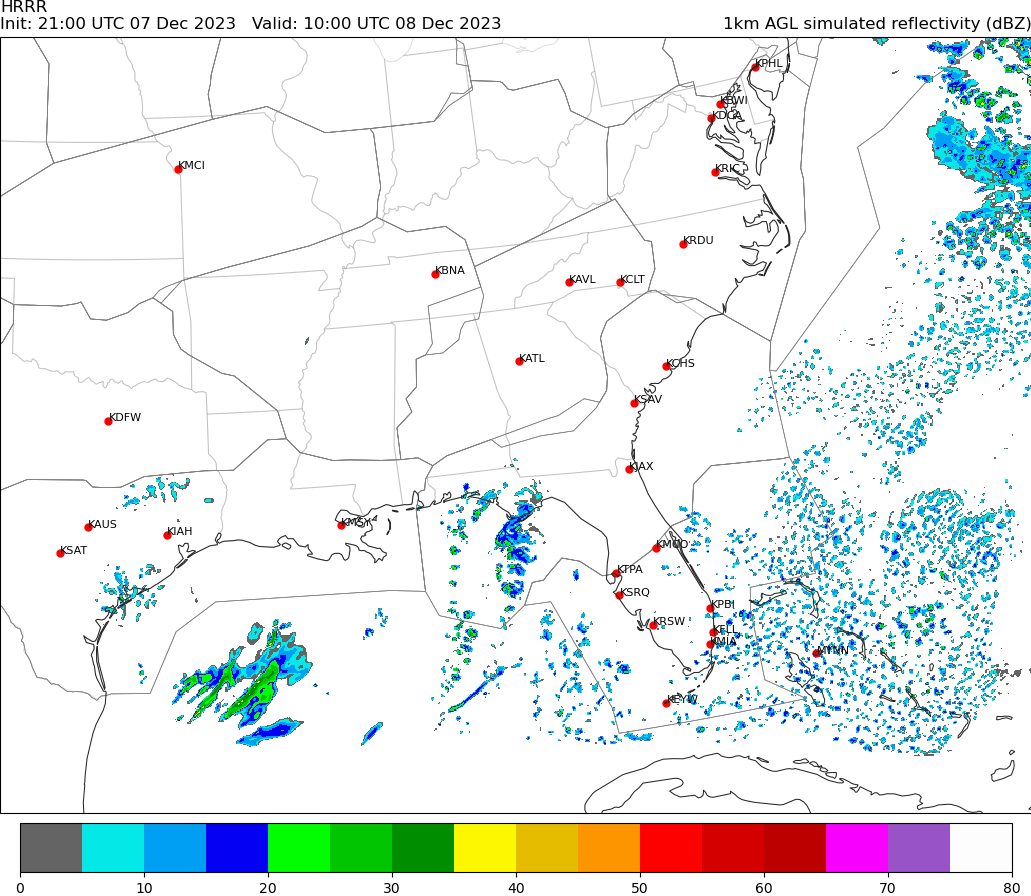 HRRR
Init: 21:00 UTC 07 Dec 2023   Valid: 10:00 UTC 08 Dec 2023   1km AGL simulated reflectivity (dBZ)
KPHL
KBWI
KDCA
KMCI
KRIC
KRDU
KBNA
KAVL
KCLT
KATL
KCHS
KSAV
KDFW
KJAX
KAUS
KMSY
KIAH
KSAT
KMCO
KTPA
KSRQ
KPBI
KRSW
KFLL
KMIA
MYNN
KEYW
0 10 20 30 40 50 60 70 80